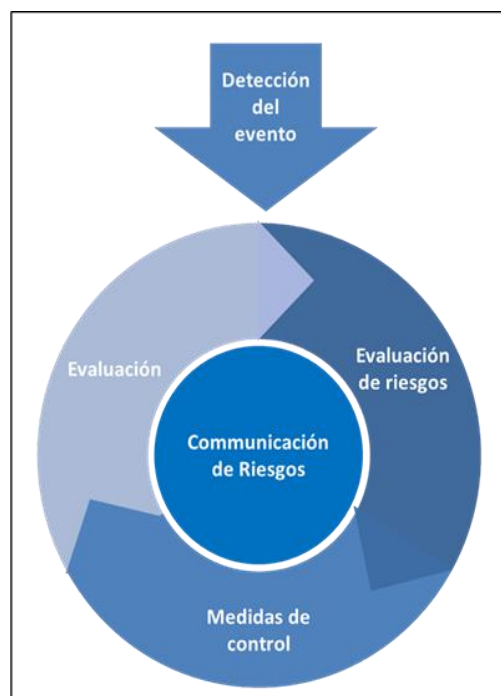 Detección
del
evento
Evaluación
Evaluación
de riesgos
Communicación
de Riesgos
Medidas de
control